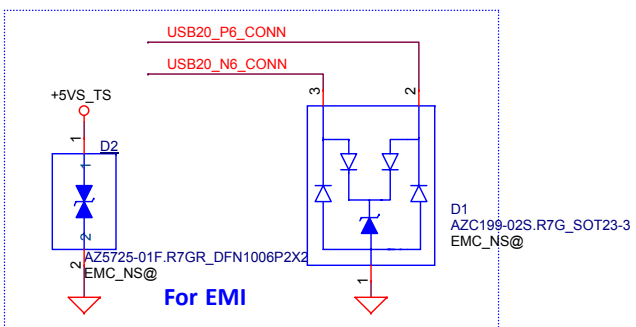 USB20_P6_CONN
USB20_N6_CONN
+5VS_TS
3
2
1
D2
1
2
D1
AZC199-02S.R7G_SOT23-3
EMC_NS@
AZ5725-01F.R7GR_DFN1006P2X2
2
EMC_NS@
1
For EMI